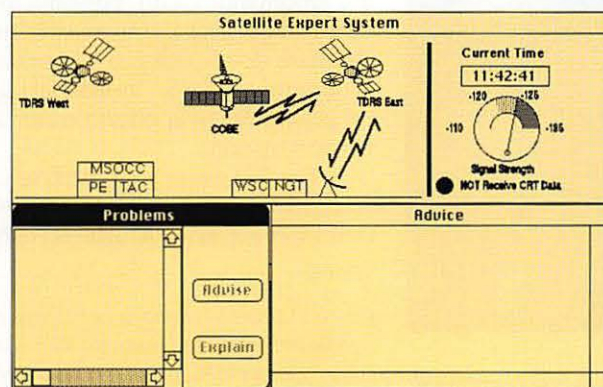 Satellite Expert System
TDRS West
COBE
TDRS East
Current Time
11:42:41
-120
-125
-110
-135
Signal Strength
NOT Receive CRT Data
MSOCC
PE TAC
WSC NGT
Problems
Advice
Advise
Explain